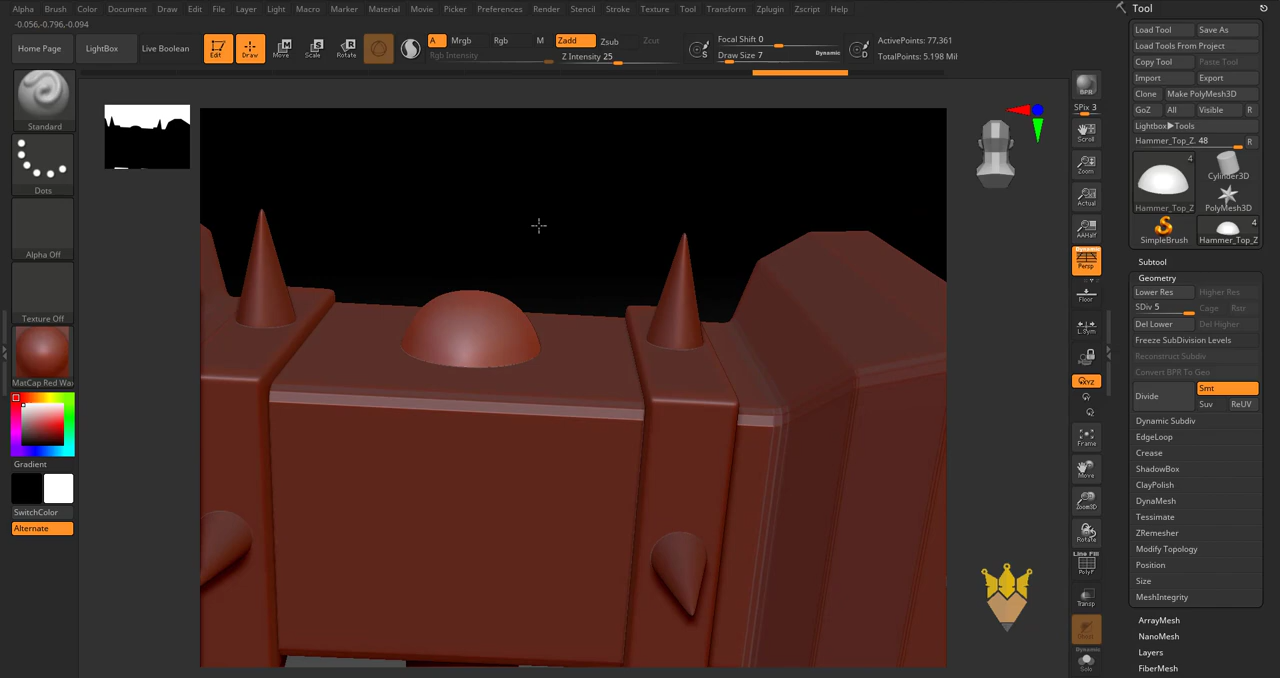 Alpha Brush Color Document Draw Edit File Layer Light Macro Marker Material Movie Picker Preferences Render Stencil Stroke Texture Tool Transform Zplugin Zscript Help
-0.056,-0.796,-0.094
Home Page LightBox Live Boolean Edit Draw Move Scale Rotate A Mrgb Rgb M Zadd Zsub Zcut Focal Shift 0 ActivePoints: 77,361
Rgb Intensity Z Intensity 25 S Draw Size 7 Dynamic D TotalPoints: 5.198 Mil
Standard
Dots
Alpha Off
Texture Off
MatCap Red Wa
Gradient
SwitchColor
Alternate
BPR
SPix 3
Scroll
Zoom
Actual
AAHalf
Dynamic
Persp
Floor
L.Sym
XYZ
Frame
Move
Zoom3D
Rotate
Line Fill
PolyF
Transp
Ghost
Dynamic
Solo
Tool
Load Tool Save As
Load Tools From Project
Copy Tool Paste Tool
Import Export
Clone Make PolyMesh3D
GoZ All Visible R
Lightbox▶Tools
Hammer_Top_Z. 48 R
4
Cylinder3D
Hammer_Top_Z PolyMesh3D
4
SimpleBrush Hammer_Top_Z
Subtool
Geometry
Lower Res Higher Res
SDiv 5 Cage Rstr
Del Lower Del Higher
Freeze SubDivision Levels
Reconstruct Subdiv
Convert BPR To Geo
Divide Smt
Suv ReUV
Dynamic Subdiv
EdgeLoop
Crease
ShadowBox
ClayPolish
DynaMesh
Tessimate
ZRemesher
Modify Topology
Position
Size
MeshIntegrity
ArrayMesh
NanoMesh
Layers
FiberMesh